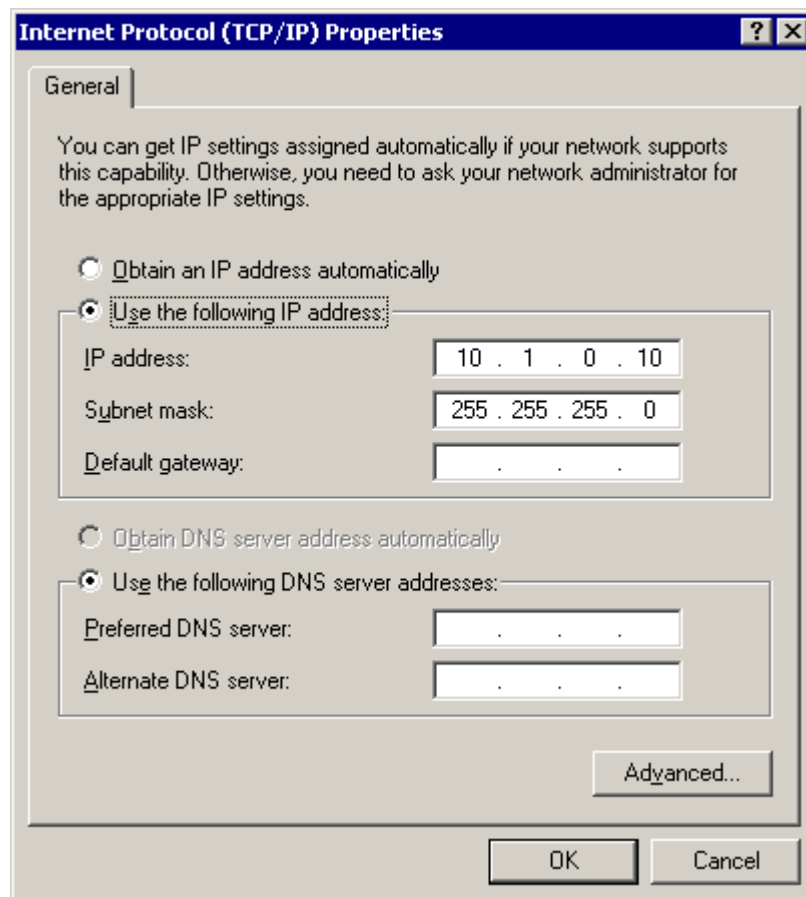 Internet Protocol (TCP/IP) Properties
General
You can get IP settings assigned automatically if your network supports
this capability. Otherwise, you need to ask your network administrator for
the appropriate IP settings.
Obtain an IP address automatically
Use the following IP address:
IP address: 10 . 1 . 0 . 10
Subnet mask: 255 . 255 . 255 . 0
Default gateway: . . .
Obtain DNS server address automatically
Use the following DNS server addresses:
Preferred DNS server: . . .
Alternate DNS server: . . .
Advanced...
OK Cancel